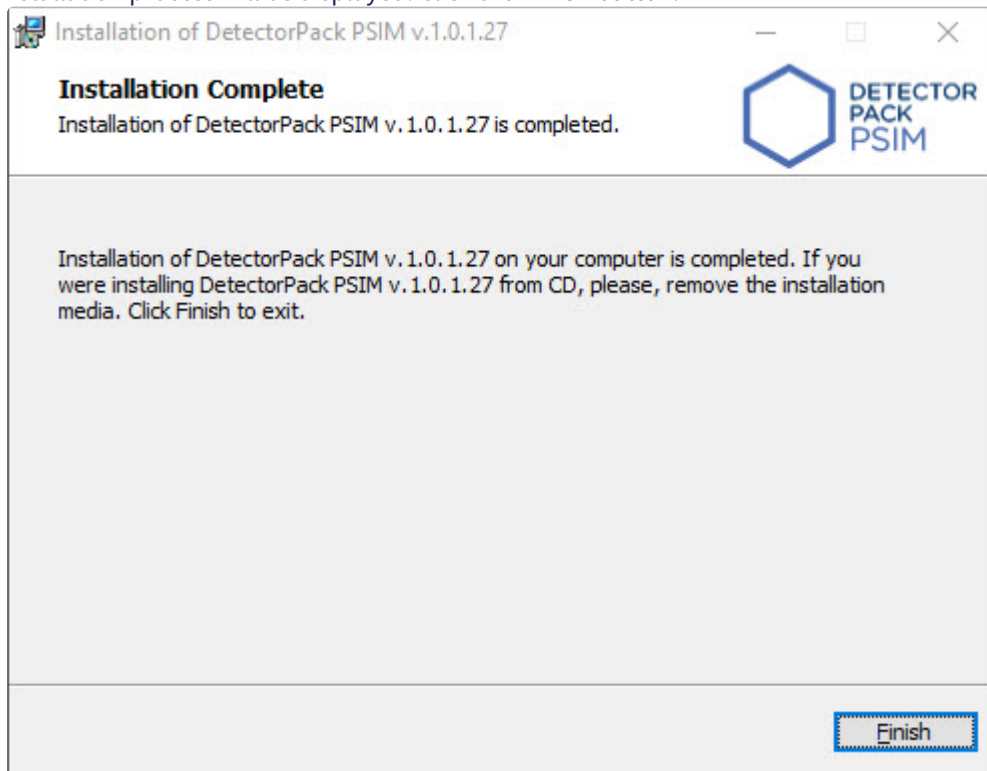 Installation of DetectorPack PSIM v.1.0.1.27
Installation Complete
Installation of DetectorPack PSIM v.1.0.1.27 is completed.
DETECTOR
PACK
PSIM
Installation of DetectorPack PSIM v.1.0.1.27 on your computer is completed. If you
were installing DetectorPack PSIM v.1.0.1.27 from CD, please, remove the installation
media. Click Finish to exit.
Finish